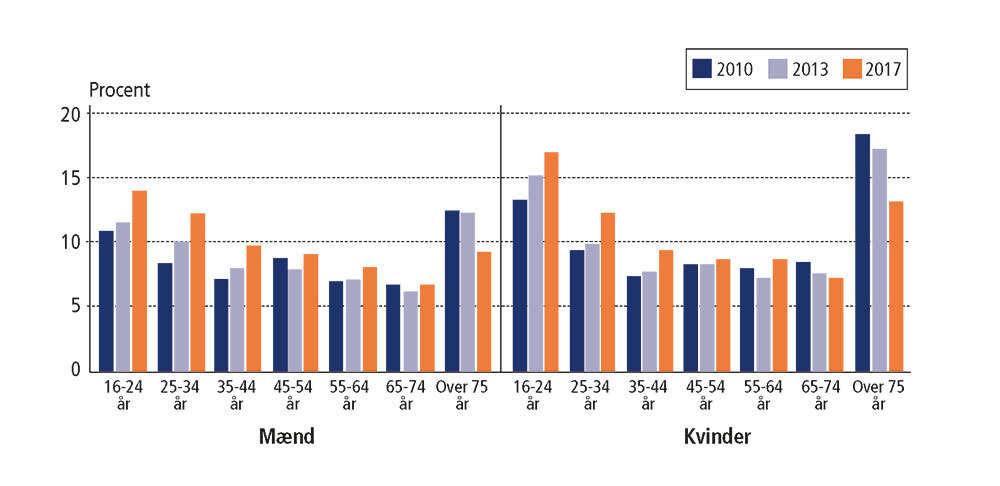 2010 2013 2017
Procent
20
15
10
5
0
16-24 25-34 35-44 45-54 55-64 65-74 Over 75 16-24 25-34 35-44 45-54 55-64 65-74 Over 75
år år år år år år år år år år år år år år
Mænd Kvinder